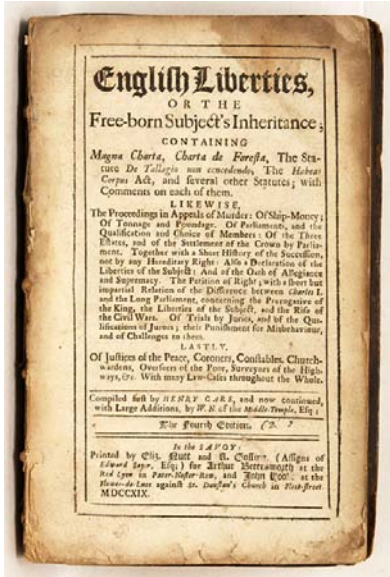 English Liberties,
OR THE
Free-born Subject's Inheritance;
CONTAINING
Magna Charta, Charta de Foresta, The Sta-
tute De Tallagio non concedendo, The Habeas
Corpus Act, and several other Statutes; with
Comments on each of them.
LIKEWISE,
The Proceedings in Appeals of Murder: Of Ship-Money;
Of Tonnage and Poundage. Of Parliaments, and the
Qualification and Choice of Members: Of the Three
Estates, and of the Settlement of the Crown by Parlia-
ment. Together with a Short History of the Succession,
not by any Hereditary Right: Also a Declaration of the
Liberties of the Subject: And of the Oath of Allegiance
and Supremacy. The Petition of Right; with a short but
impartial Relation of the Difference between Charles I.
and the Long Parliament, concerning the Prerogative of
the King, the Liberties of the Subject, and the Rise of
the Civil Wars. Of Trials by Juries, and of the Qua-
lifications of Jurors; their Punishment for Misbehaviour,
and of Challenges to them.
LASTLY,
Of Justices of the Peace, Coroners, Constables, Church-
wardens, Overseers of the Poor, Surveyors of the High-
ways, &c. With many Law-Cases throughout the Whole.
Compiled first by HENRY CARE, and now continued,
with Large Additions, by W. N. of the Middle-Temple, Esq;
The Fourth Edition.
In the SAVOY:
Printed by Eliz. Nutt and R. Gosling, (Assigns of
Edward Sayer, Esq;) for Arthur Bettesworth at the
Red Lyon in Pater-Noster-Row, and John at the
Flower-de-Luce against St. Dunstan's Church in Fleet-street
MDCCXIX.